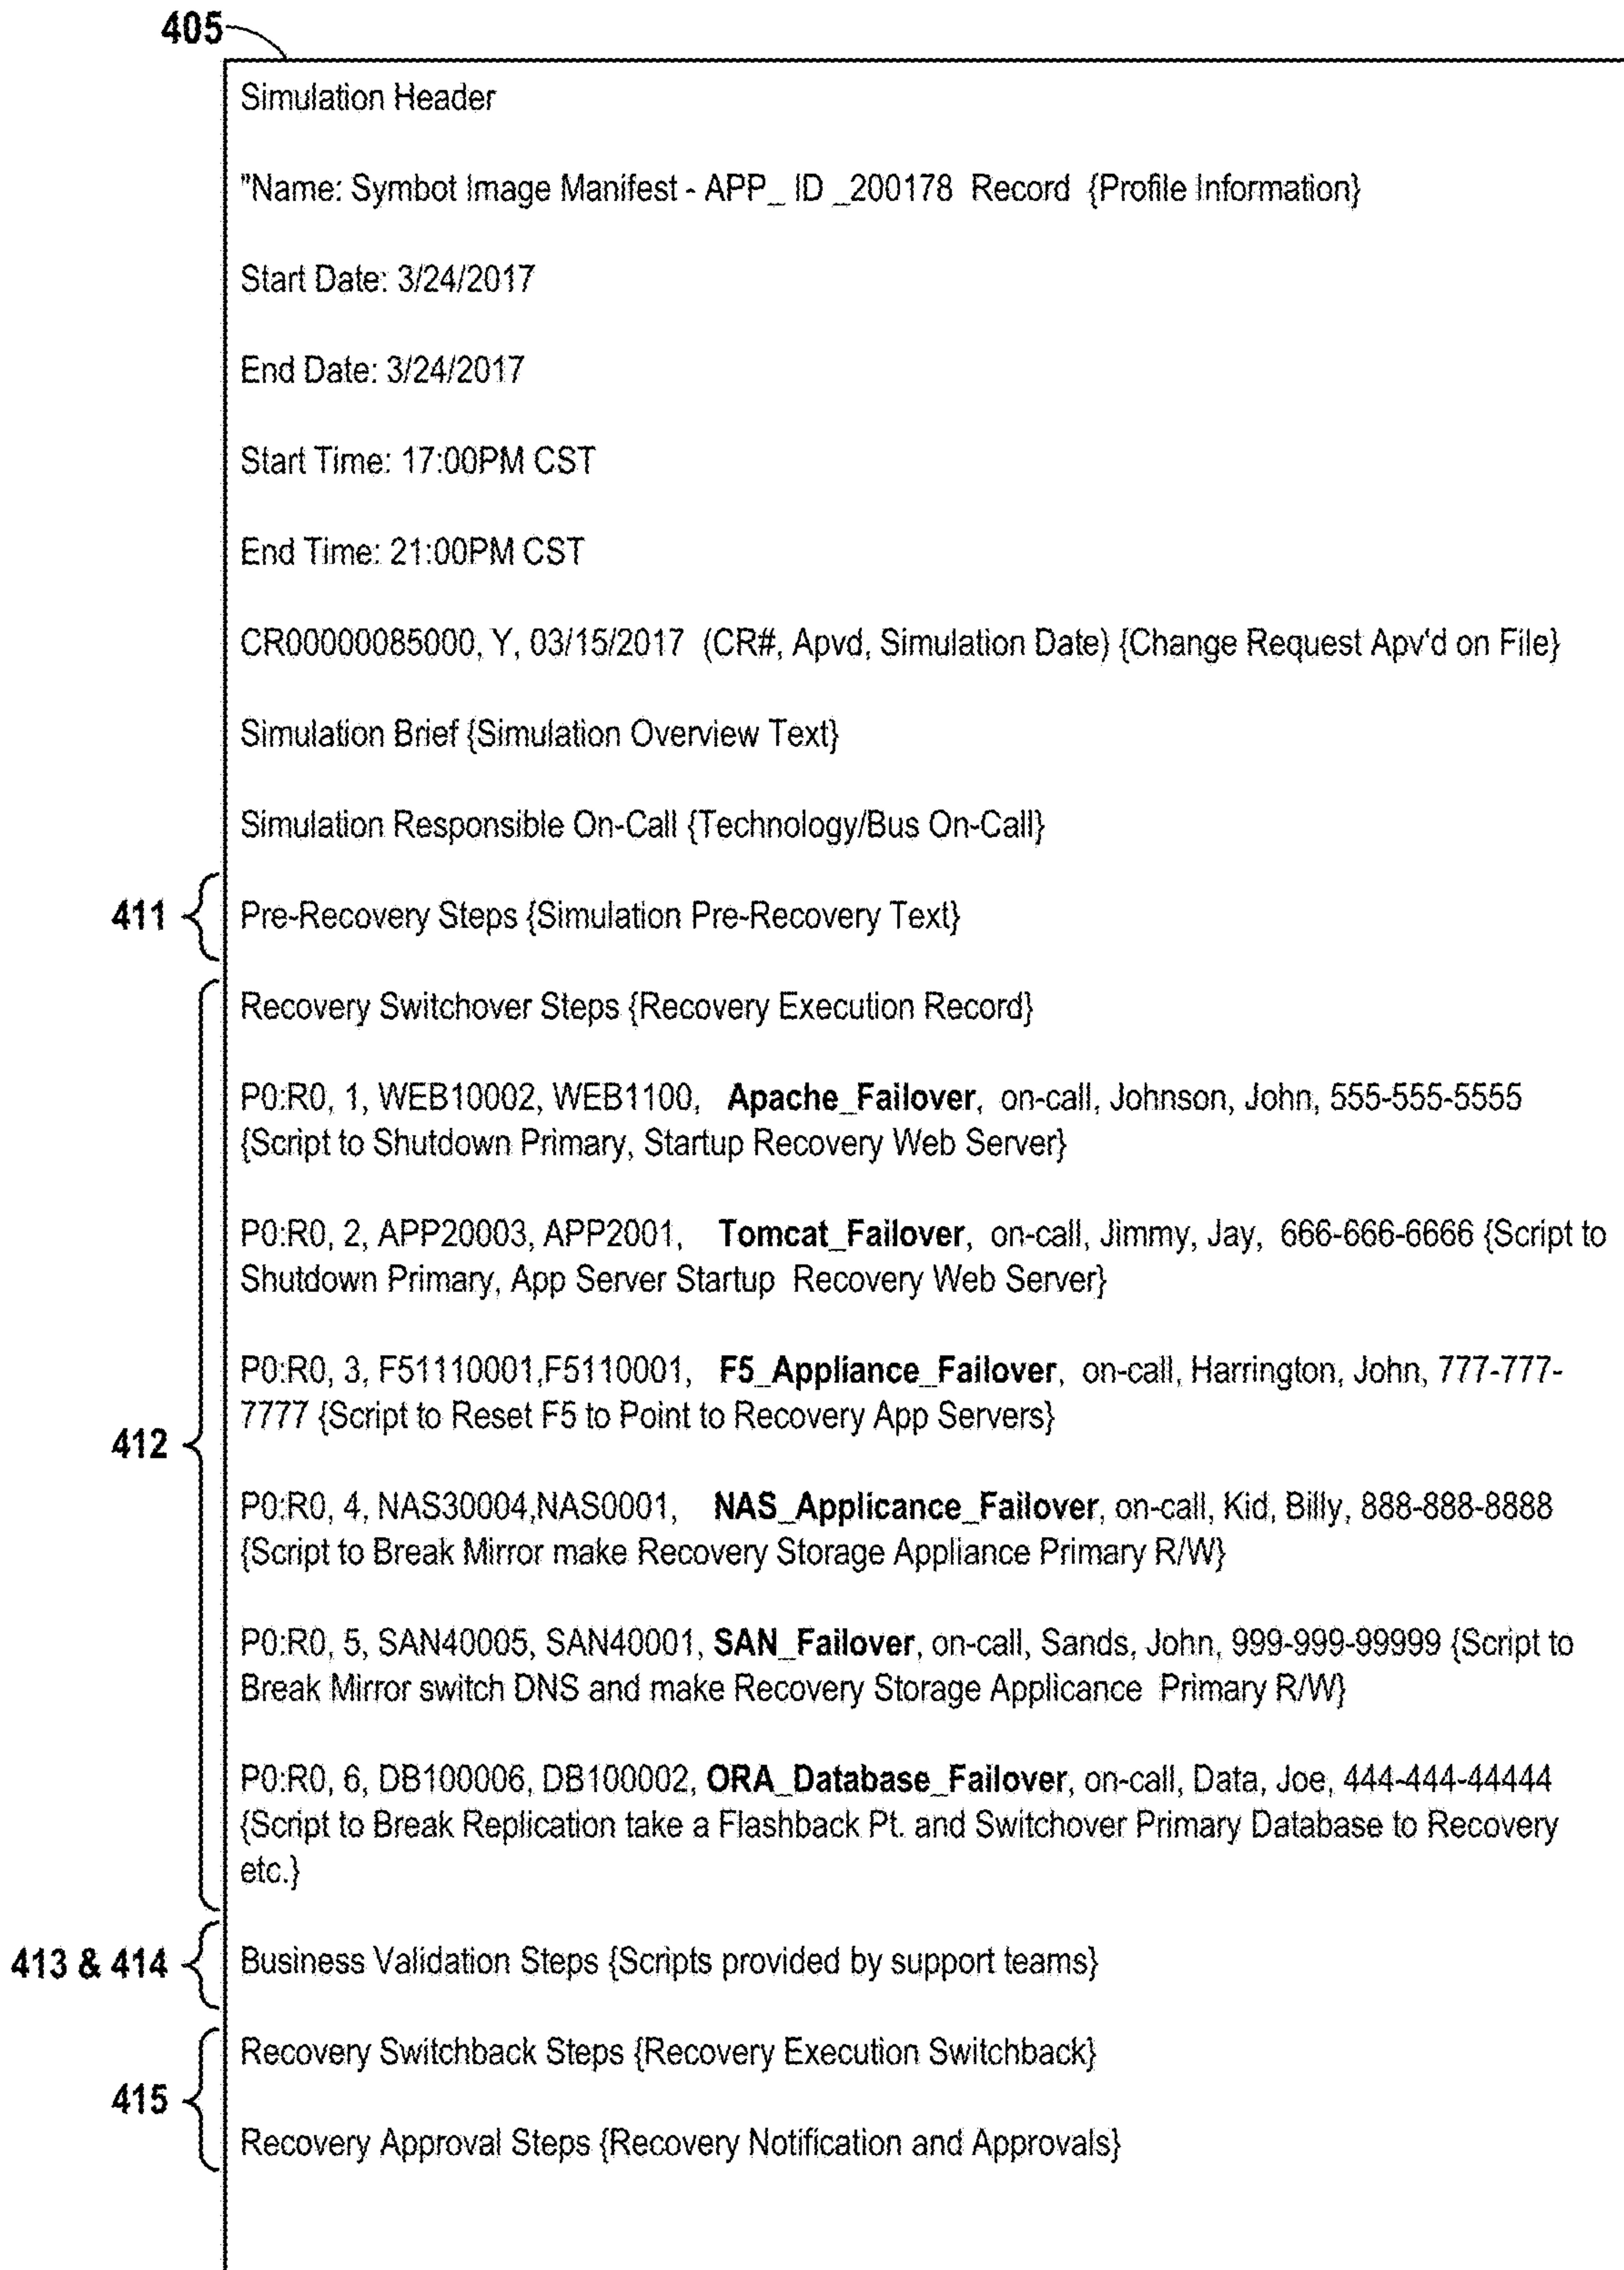 405
Simulation Header
"Name: Symbot Image Manifest - APP_ ID _200178 Record {Profile Information}
Start Date: 3/24/2017
End Date: 3/24/2017
Start Time: 17:00PM CST
End Time: 21:00PM CST
CR00000085000, Y, 03/15/2017 (CR#, Apvd, Simulation Date) {Change Request Apv'd on File}
Simulation Brief {Simulation Overview Text}
Simulation Responsible On-Call {Technology/Bus On-Call}
411 Pre-Recovery Steps {Simulation Pre-Recovery Text}
Recovery Switchover Steps {Recovery Execution Record}
P0:R0, 1, WEB10002, WEB1100, Apache_Failover, on-call, Johnson, John, 555-555-5555
{Script to Shutdown Primary, Startup Recovery Web Server}
P0:R0, 2, APP20003, APP2001, Tomcat_Failover, on-call, Jimmy, Jay, 666-666-6666 {Script to
Shutdown Primary, App Server Startup Recovery Web Server}
P0:R0, 3, F51110001,F5110001, F5_Appliance_Failover, on-call, Harrington, John, 777-777-
7777 {Script to Reset F5 to Point to Recovery App Servers}
412
P0:R0, 4, NAS30004,NAS0001, NAS_Applicance_Failover, on-call, Kid, Billy, 888-888-8888
{Script to Break Mirror make Recovery Storage Appliance Primary R/W}
P0:R0, 5, SAN40005, SAN40001, SAN_Failover, on-call, Sands, John, 999-999-99999 {Script to
Break Mirror switch DNS and make Recovery Storage Applicance Primary R/W}
P0:R0, 6, DB100006, DB100002, ORA_Database_Failover, on-call, Data, Joe, 444-444-44444
{Script to Break Replication take a Flashback Pt. and Switchover Primary Database to Recovery
etc.}
413 & 414 Business Validation Steps {Scripts provided by support teams}
Recovery Switchback Steps {Recovery Execution Switchback}
415
Recovery Approval Steps {Recovery Notification and Approvals}